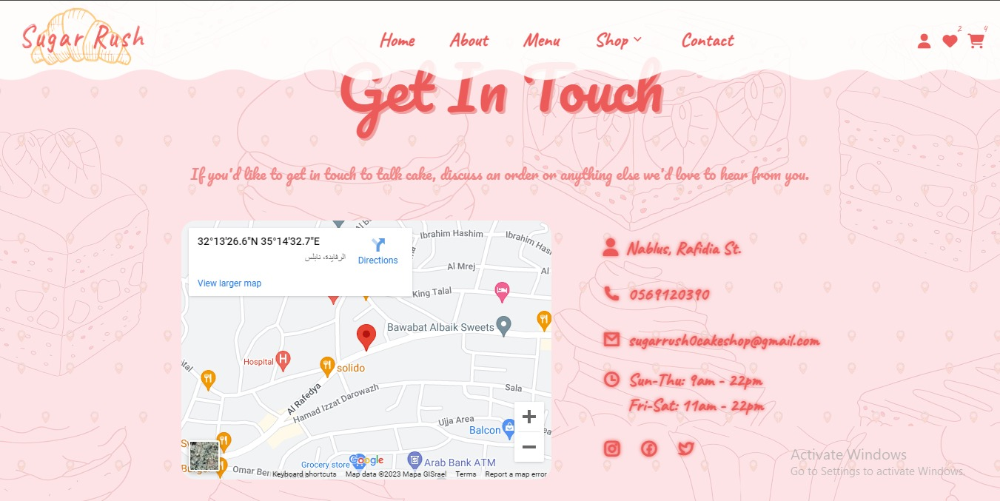 Sugar Rush
Home About Menu Shop Contact
2 4
Get In Touch
If you'd like to get in touch to talk cake, discuss an order or anything else we'd love to hear from you.
32°13'26.6"N 35°14'32.7"E
الرفايدة، نابلس
Directions
View larger map
Ibrahim Hashim
Ibrahim Has
Al Mrej
Al
King Talal
Bawabat Albaik Sweets
Hospital
H
solido
Al Rafedya
Hamad Izzat Darowazh
Sala
Ujja Area
Balcon
Grocery store
Google
Arab Bank ATM
Omar Ben
Keyboard shortcuts Map data ©2023 Mapa GISrael Terms Report a map error
Nablus, Rafidia St.
0569120390
sugarrush0cakeshop@gmail.com
Sun-Thu: 9am - 22pm
Fri-Sat: 11am - 22pm
Activate Windows
Go to Settings to activate Windows.